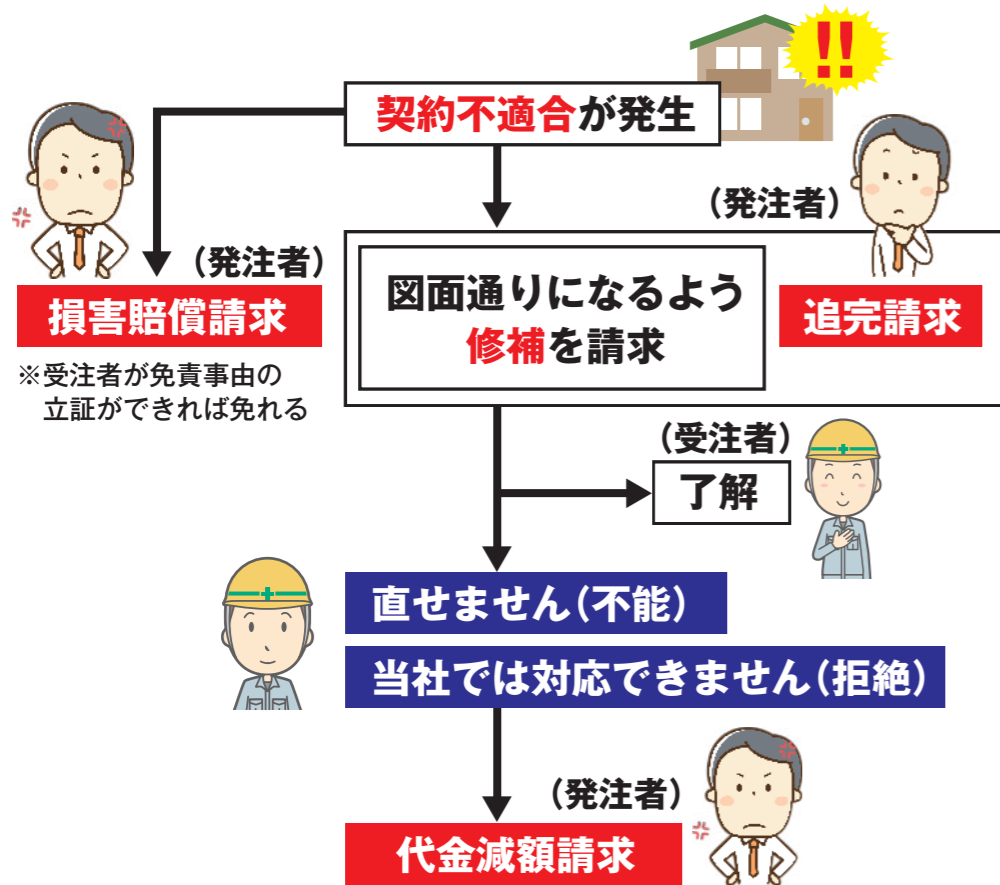 !!
契約不適合が発生
(発注者)
(発注者)
損害賠償請求
※受注者が免責事由の
立証ができれば免れる
図面通りになるよう
修補を請求
追完請求
(受注者)
了解
直せません(不能)
当社では対応できません(拒絶)
(発注者)
代金減額請求